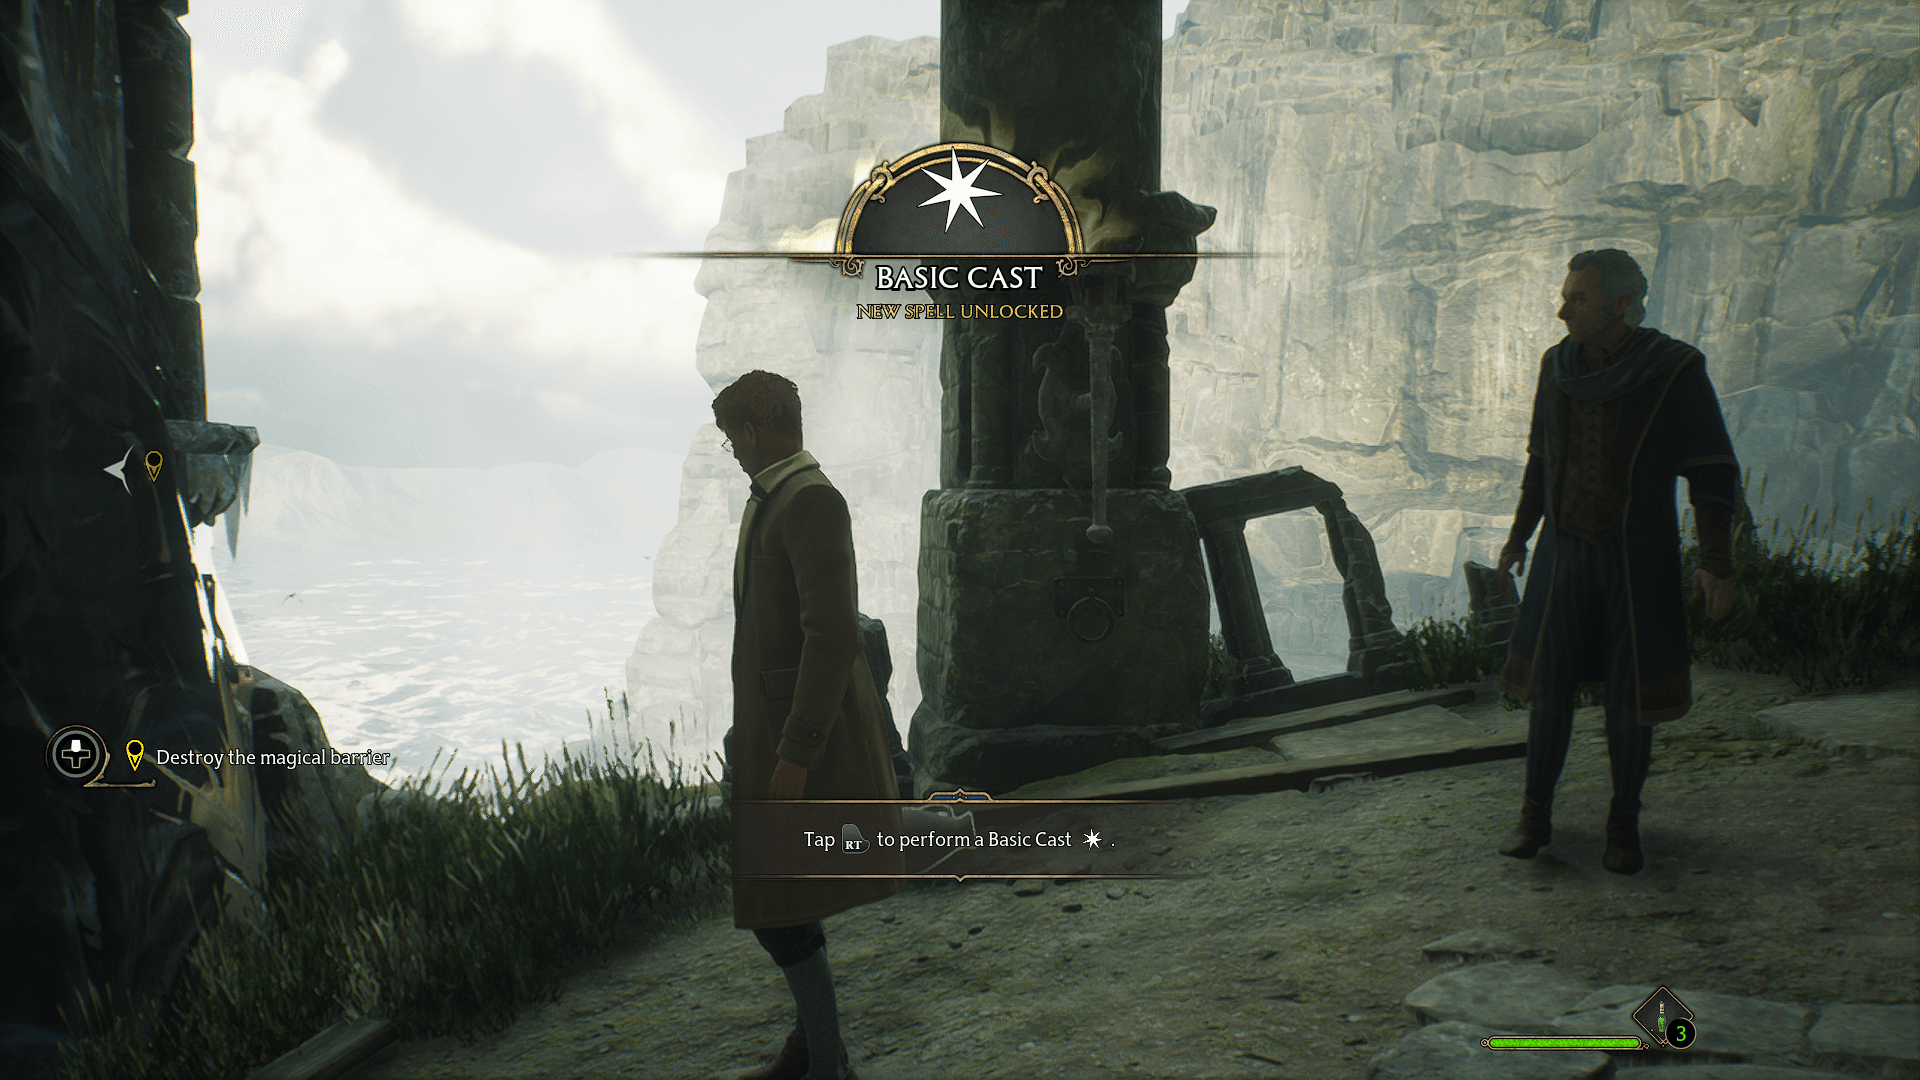 BASIC CAST
NEW SPELL UNLOCKED
Destroy the magical barrier
Tap RT to perform a Basic Cast .
3